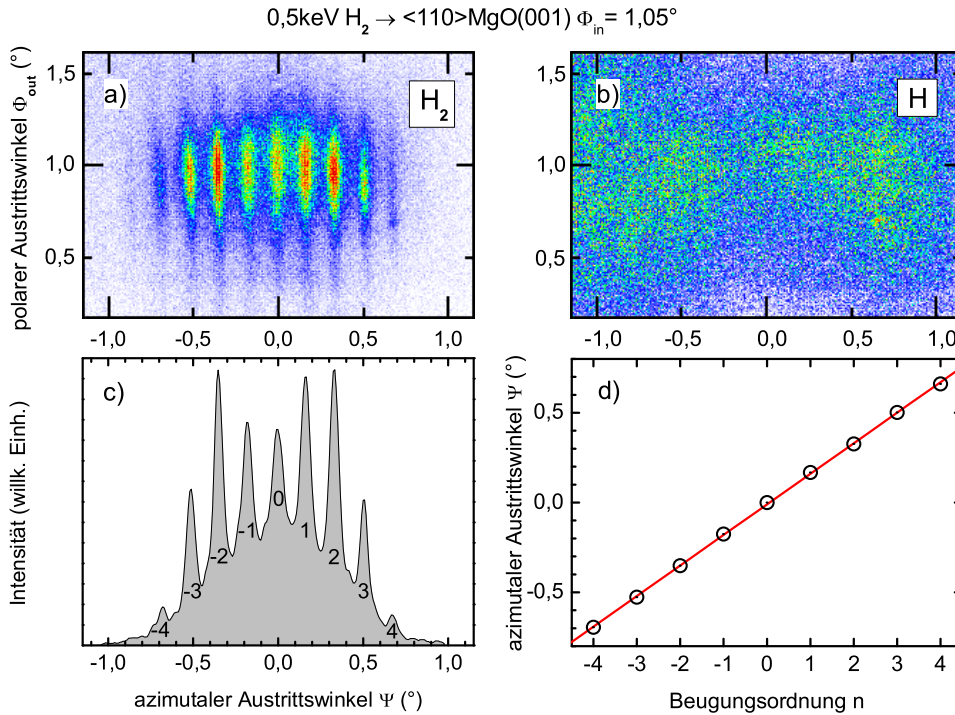 0,5keV H₂ → <110>MgO(001) Φin= 1,05°
a)
H₂
b)
H
polarer Austrittswinkel Φout (°)
1,5
1,0
0,5
1,5
1,0
0,5
-1,0 -0,5 0,0 0,5 1,0
-1,0 -0,5 0,0 0,5 1,0
c)
Intensität (willk. Einh.)
-4 -3 -2 -1 0 1 2 3 4
-1,0 -0,5 0,0 0,5 1,0
azimutaler Austrittswinkel Ψ (°)
d)
azimutaler Austrittswinkel Ψ (°)
0,5
0,0
-0,5
-4 -3 -2 -1 0 1 2 3 4
Beugungsordnung n